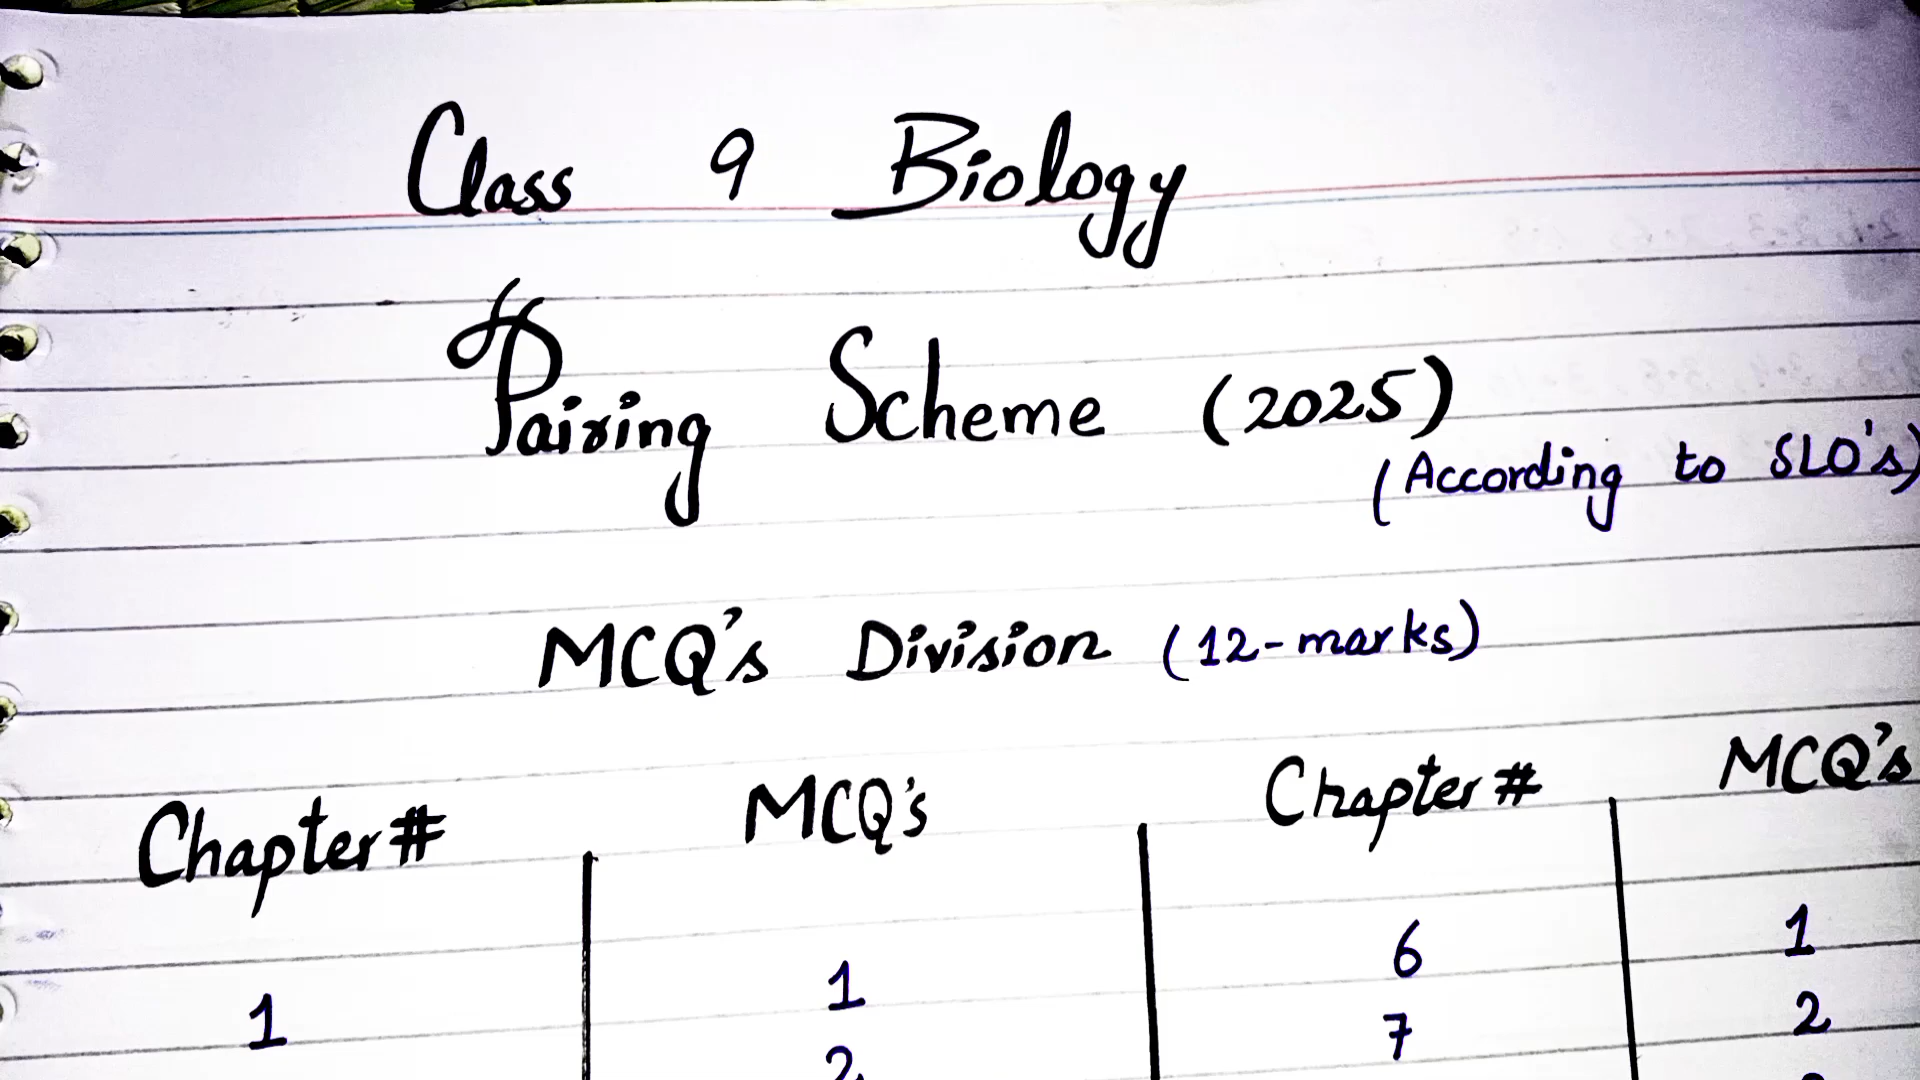 Class 9 Biology
Pairing Scheme (2025)
(According to SLO's)
MCQ's Division (12-marks)
Chapter# MCQ's Chapter # MCQ's
1 1 6 1
2 7 2